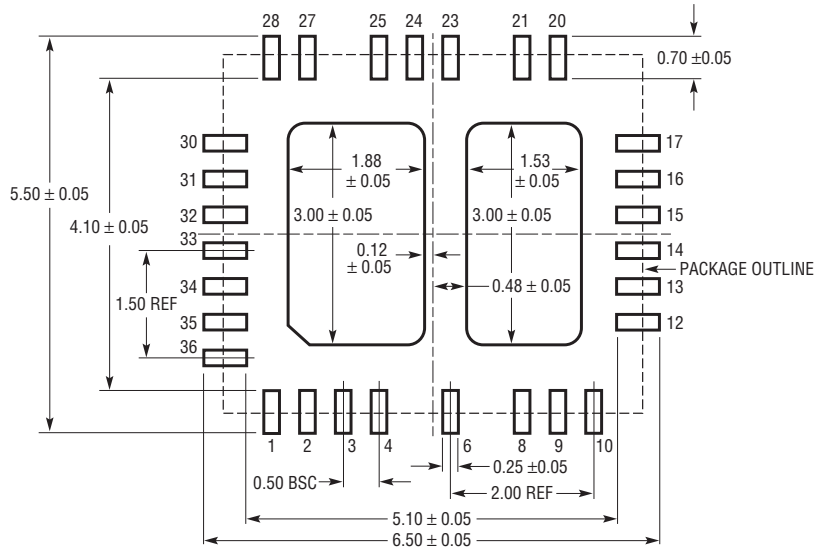 28 27 25 24 23 21 20
0.70 ±0.05
30
17
1.88
± 0.05
1.53
± 0.05
31
16
5.50 ± 0.05
32
3.00 ± 0.05
3.00 ± 0.05
15
4.10 ± 0.05
33
0.12
± 0.05
14
PACKAGE OUTLINE
34
0.48 ± 0.05
13
1.50 REF
35
12
36
1 2 3 4 6 8 9 10
0.50 BSC
0.25 ±0.05
2.00 REF
5.10 ± 0.05
6.50 ± 0.05